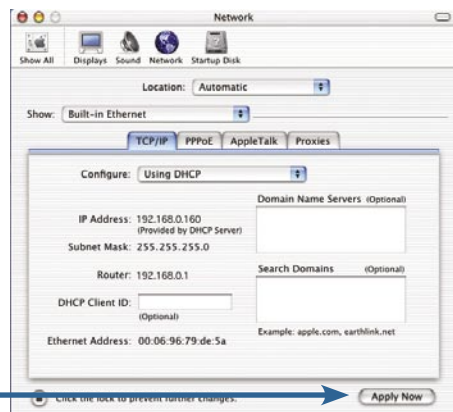 Network
Show All Displays Sound Network Startup Disk
Location: Automatic
Show: Built-in Ethernet
TCP/IP PPPoE AppleTalk Proxies
Configure: Using DHCP
Domain Name Servers (Optional)
IP Address: 192.168.0.160
(Provided by DHCP Server)
Subnet Mask: 255.255.255.0
Router: 192.168.0.1
Search Domains (Optional)
DHCP Client ID:
(Optional)
Example: apple.com, earthlink.net
Ethernet Address: 00:06:96:79:de:5a
Click the lock to prevent further changes.
Apply Now